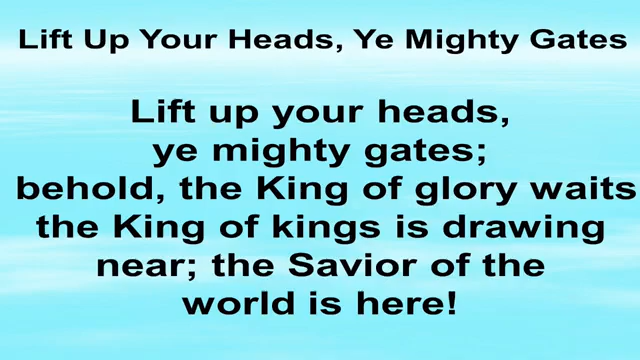 Lift Up Your Heads, Ye Mighty Gates
Lift up your heads,
ye mighty gates;
behold, the King of glory waits
the King of kings is drawing
near; the Savior of the
world is here!